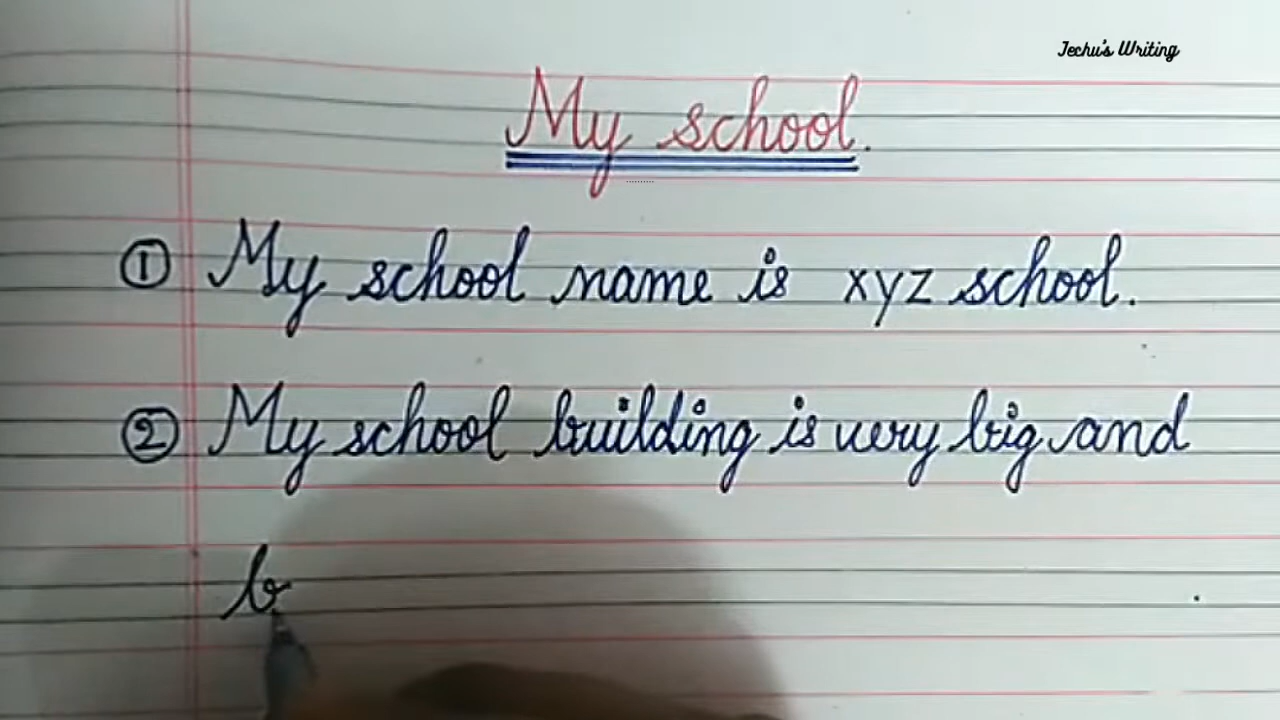 Jechu's Writing
My school.
① My school name is xyz school.
② My school building is very big and
b